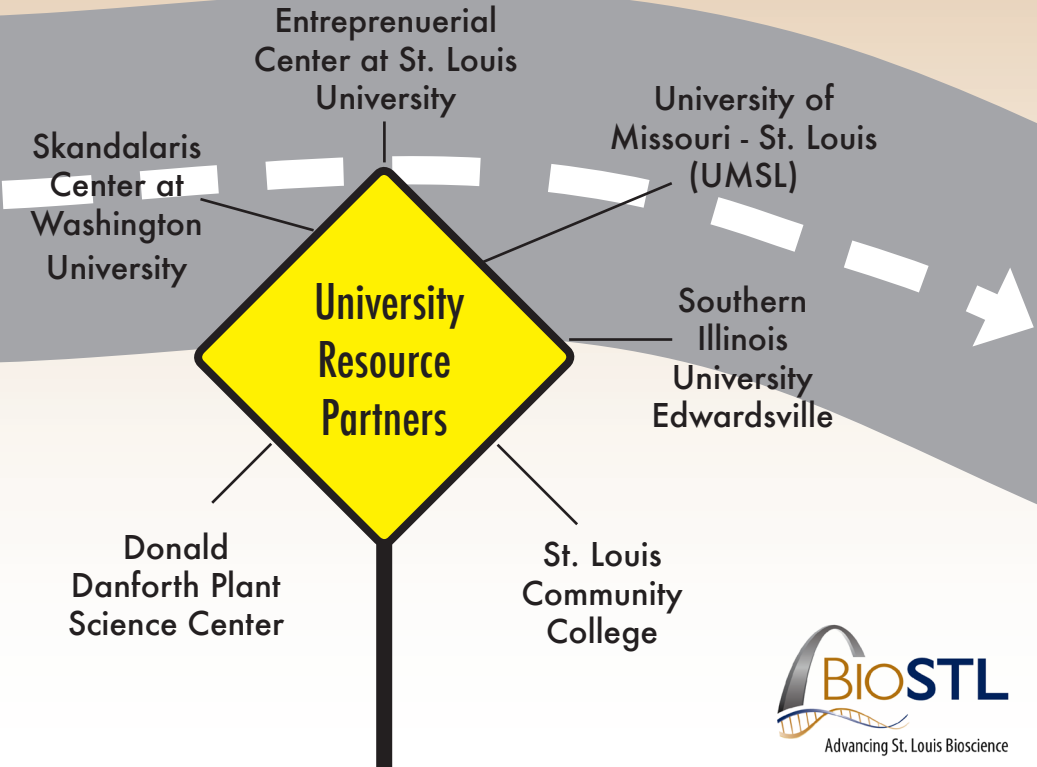 Entreprenuerial
Center at St. Louis
University
University of
Missouri - St. Louis
(UMSL)
Skandalaris
Center at
Washington
University
University
Resource
Partners
Southern
Illinois
University
Edwardsville
Donald
Danforth Plant
Science Center
St. Louis
Community
College
BioSTL
Advancing St. Louis Bioscience